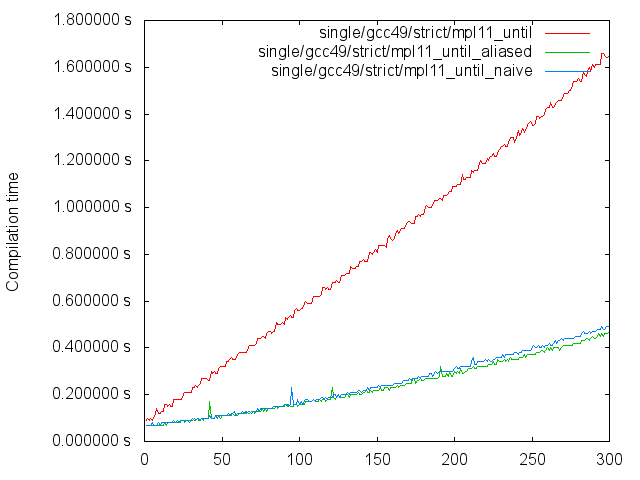 single/gcc49/strict/mpl11_until
single/gcc49/strict/mpl11_until_aliased
single/gcc49/strict/mpl11_until_naive
Compilation time
1.800000 s
1.600000 s
1.400000 s
1.200000 s
1.000000 s
0.800000 s
0.600000 s
0.400000 s
0.200000 s
0.000000 s
0 50 100 150 200 250 300